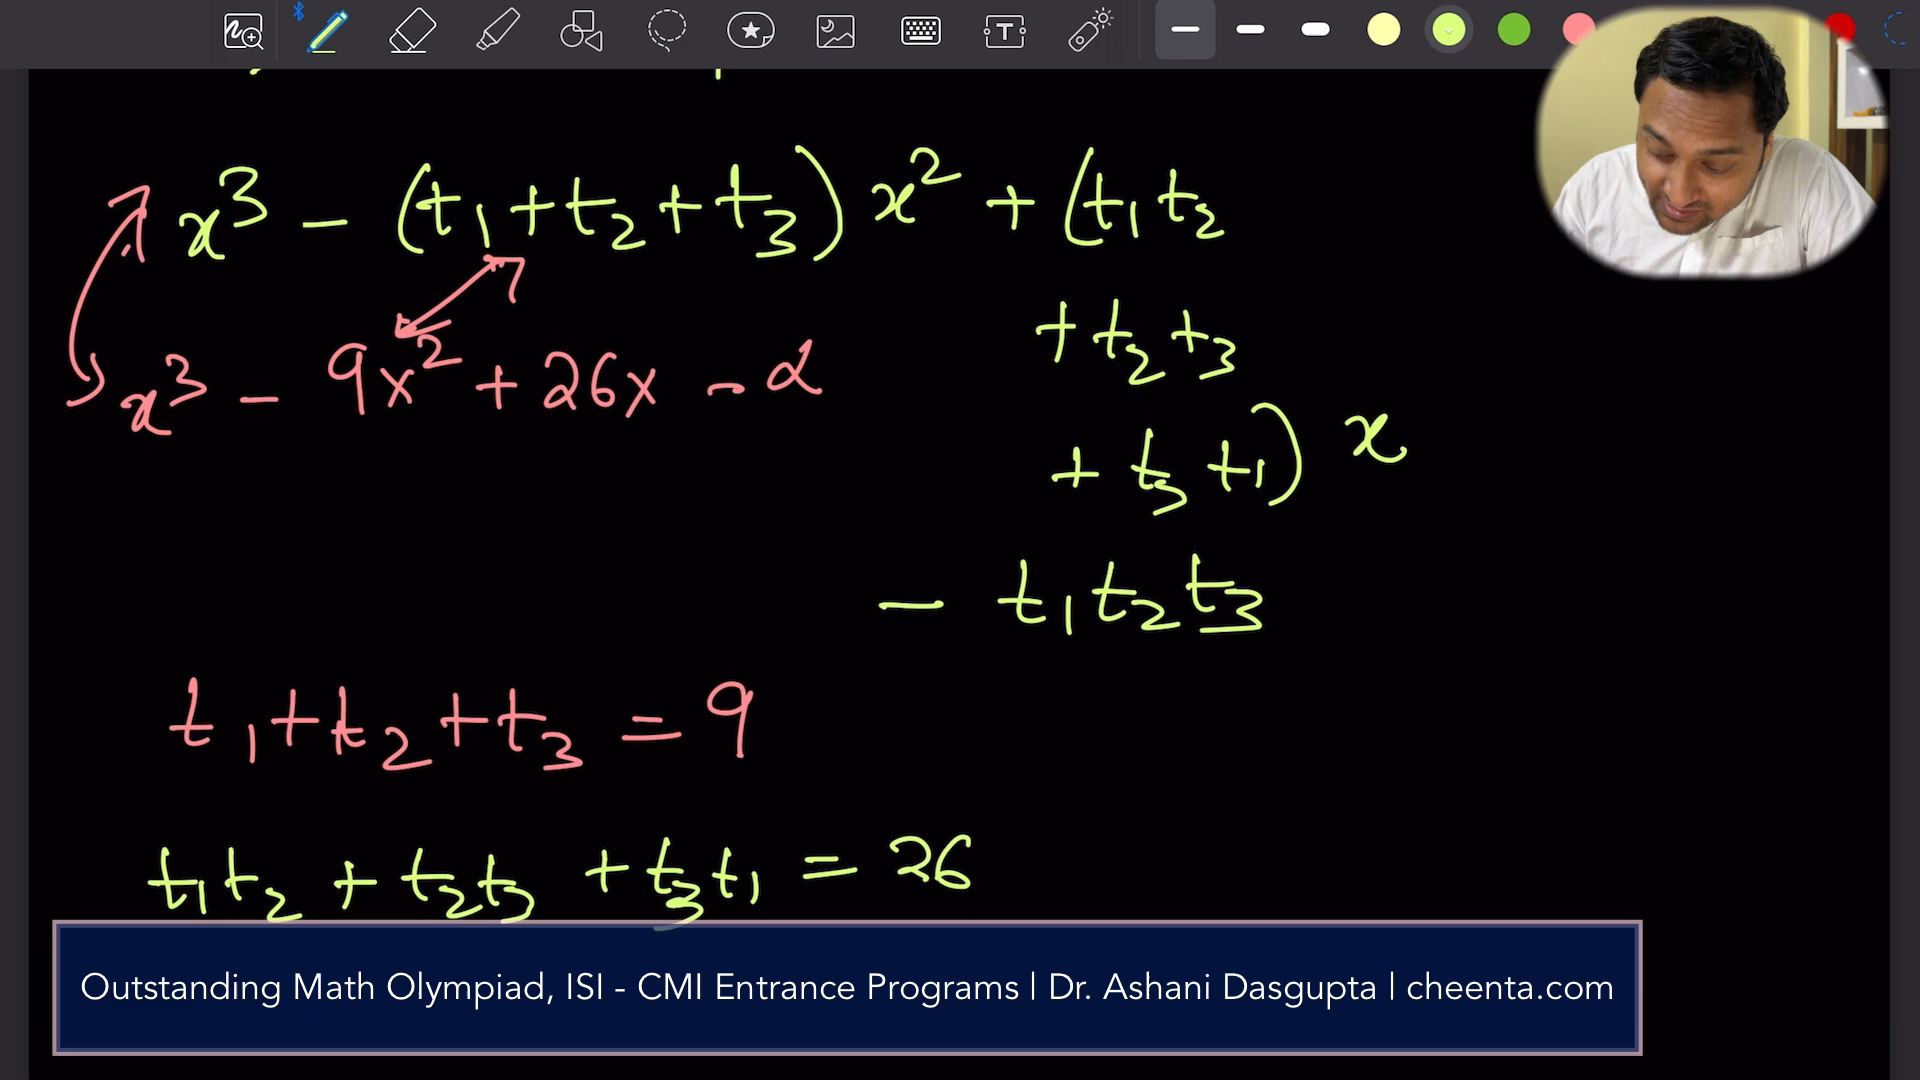 x³ - (t₁+t₂+t₃) x² + (t₁t₂
+ t₂t₃
x³ - 9x² + 26x - α
+ t₃t₁) x
- t₁t₂t₃
t₁+t₂+t₃ = 9
t₁t₂ + t₂t₃ + t₃t₁ = 26
Outstanding Math Olympiad, ISI - CMI Entrance Programs | Dr. Ashani Dasgupta | cheenta.com